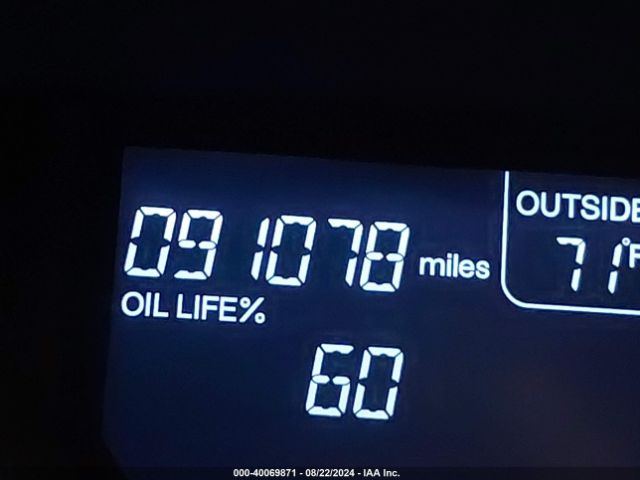 OUTSIDE
091078 miles
71°F
OIL LIFE%
60
000-40069871 - 08/22/2024 - IAA Inc.